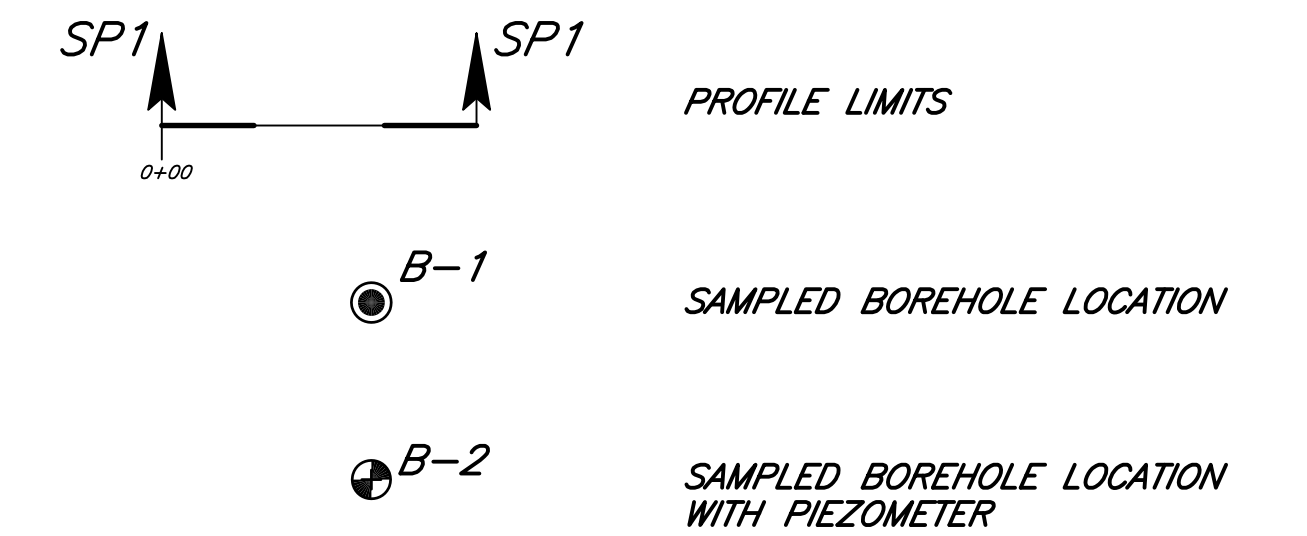 SP1 SP1
PROFILE LIMITS
0+00
B-1
SAMPLED BOREHOLE LOCATION
B-2
SAMPLED BOREHOLE LOCATION
WITH PIEZOMETER